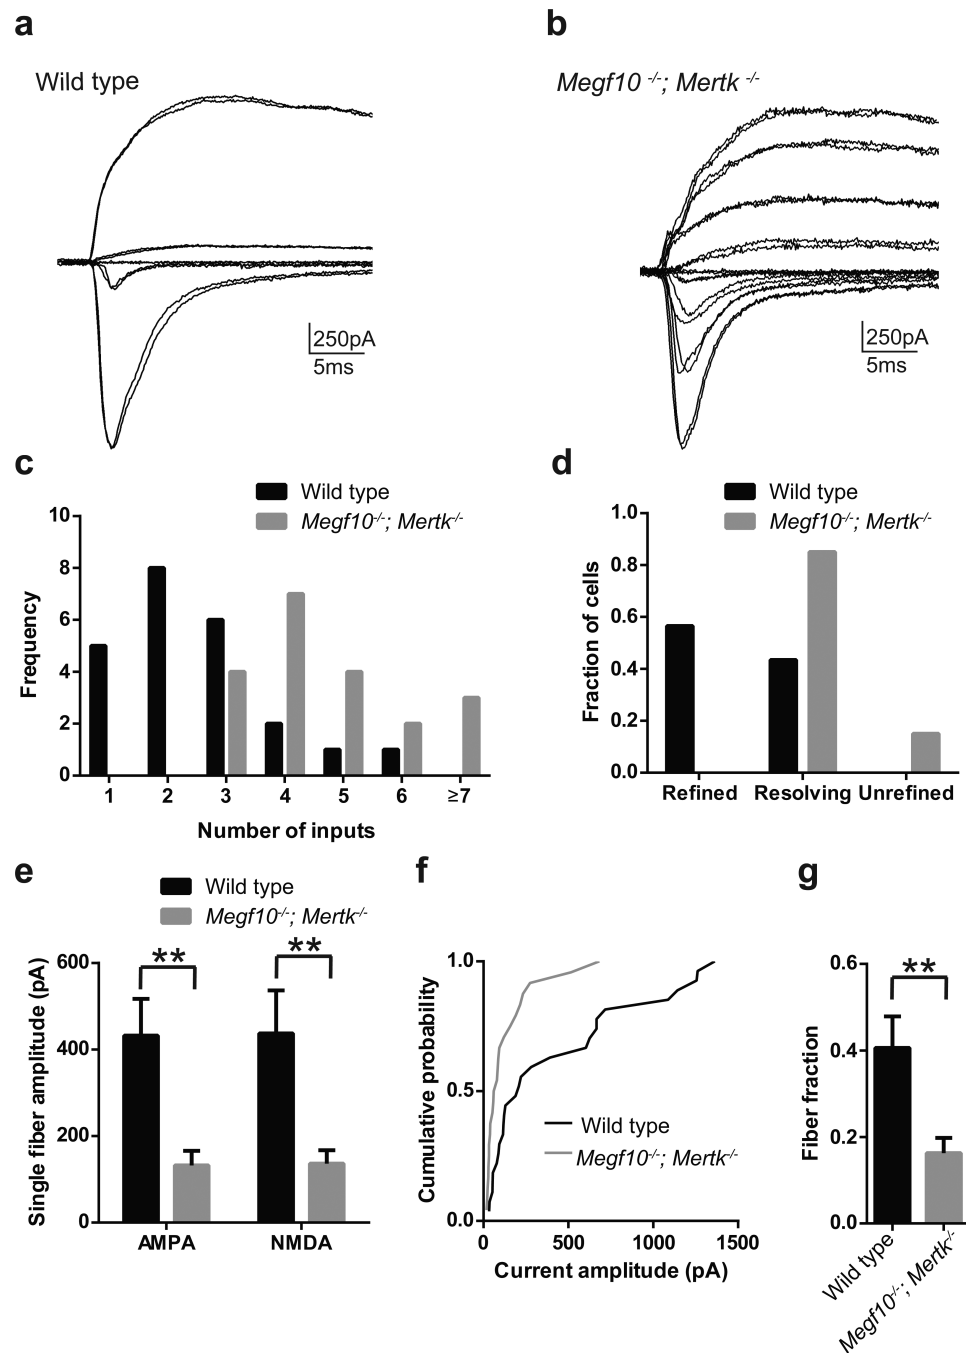 a
Wild type
250pA
5ms
b
Megf10 -/-; Mertk -/-
250pA
5ms
c
Wild type
Megf10-/-; Mertk-/-
Frequency
10
8
6
4
2
0
1 2 3 4 5 6 ≥7
Number of inputs
d
Wild type
Megf10-/-; Mertk-/-
Fraction of cells
1.0
0.8
0.6
0.4
0.2
0.0
Refined Resolving Unrefined
e
Wild type
Megf10-/-; Mertk-/-
Single fiber amplitude (pA)
600
400
200
0
** **
AMPA NMDA
f
Cumulative probability
1.0
0.5
0.0
Wild type
Megf10-/-; Mertk-/-
0 500 1000 1500
Current amplitude (pA)
g
Fiber fraction
0.6
0.4
0.2
0.0
**
Wild type
Megf10-/-; Mertk-/-